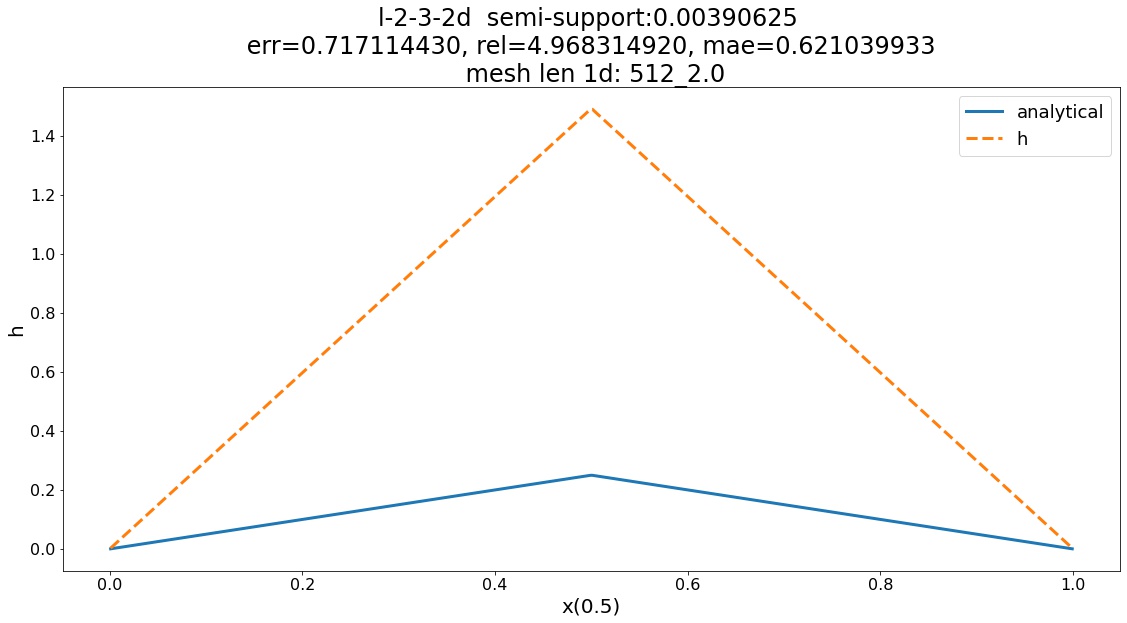 l-2-3-2d  semi-support:0.00390625
err=0.717114430, rel=4.968314920, mae=0.621039933
mesh len 1d: 512_2.0
analytical
h
1.4
1.2
1.0
0.8
0.6
0.4
0.2
0.0
h
0.0 0.2 0.4 0.6 0.8 1.0
x(0.5)